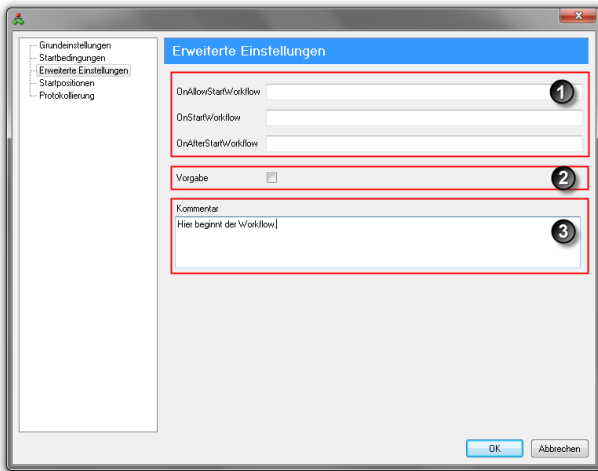 Grundeinstellungen
Startbedingungen
Erweiterte Einstellungen
Startpositionen
Protokollierung
Erweiterte Einstellungen
OnAllowStartWorkflow
1
OnStartWorkflow
OnAfterStartWorkflow
Vorgabe
2
Kommentar
Hier beginnt der Workflow.
3
OK
Abbrechen